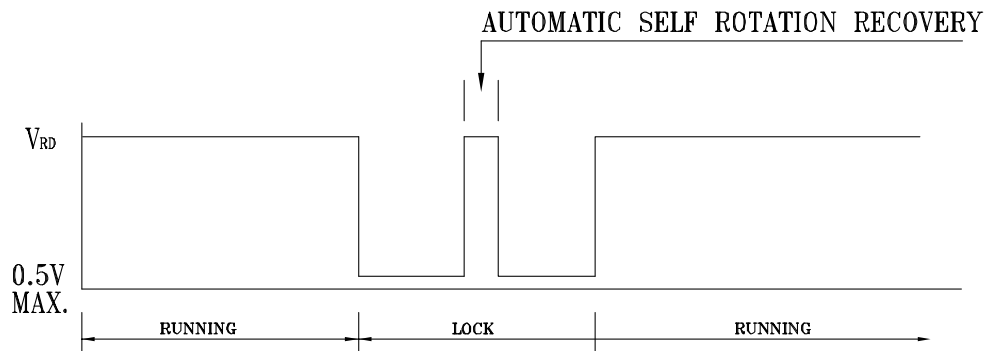 AUTOMATIC SELF ROTATION RECOVERY
VRD
0.5V
MAX.
RUNNING
LOCK
RUNNING